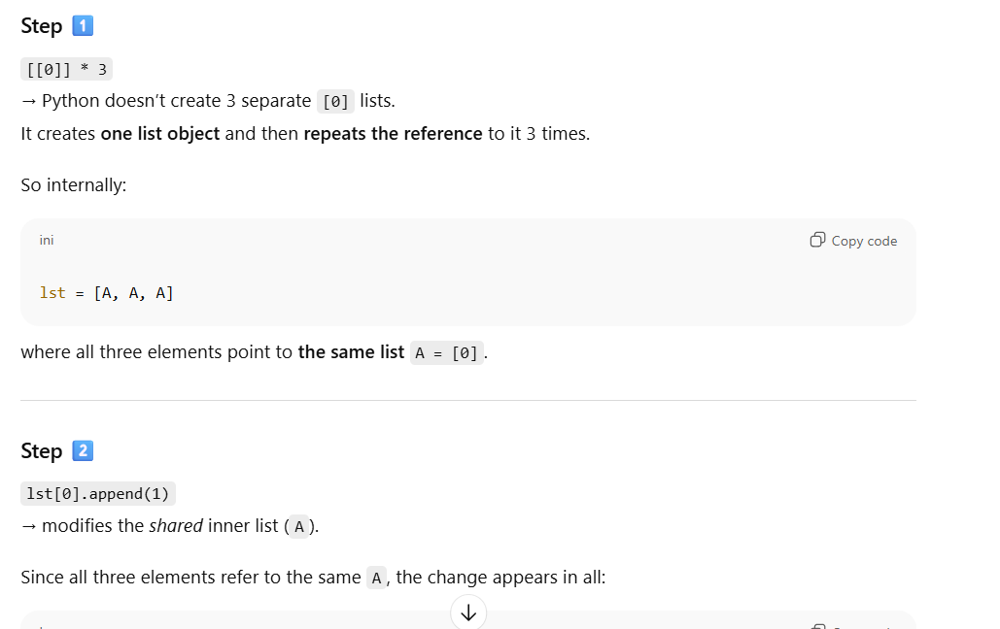 Step 1️⃣
[[0]] * 3
→ Python doesn't create 3 separate [0] lists.
It creates one list object and then repeats the reference to it 3 times.
So internally:
ini
Copy code
lst = [A, A, A]
where all three elements point to the same list A = [0].
Step 2️⃣
lst[0].append(1)
→ modifies the shared inner list (A).
Since all three elements refer to the same A, the change appears in all: